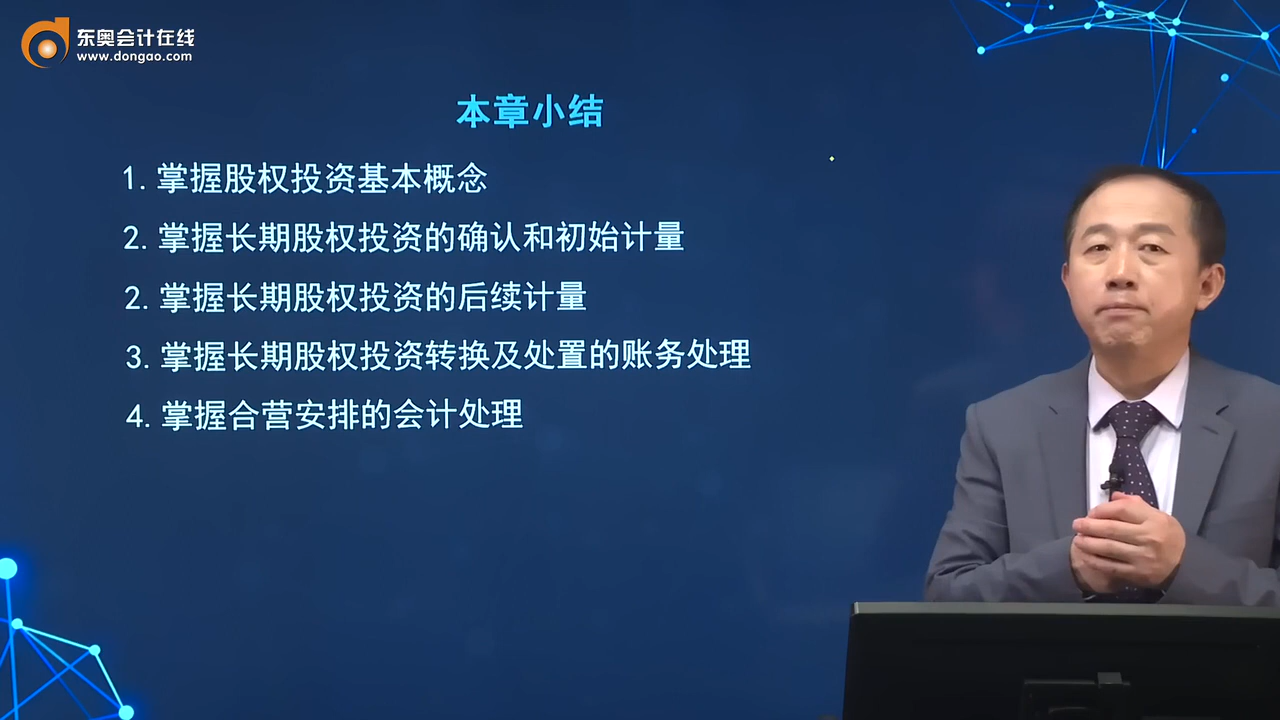 东奥会计在线
www.dongao.com
本章小结
1.掌握股权投资基本概念
2.掌握长期股权投资的确认和初始计量
2.掌握长期股权投资的后续计量
3.掌握长期股权投资转换及处置的账务处理
4.掌握合营安排的会计处理